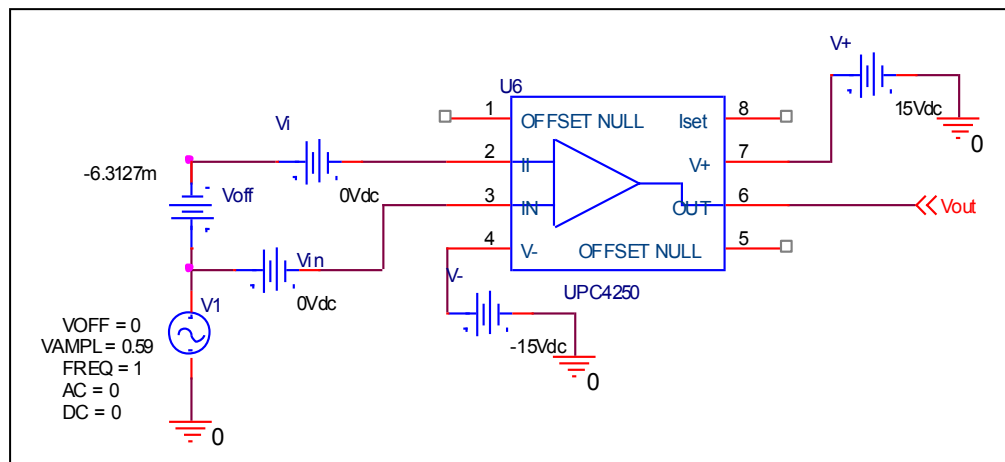 V+
15Vdc
0
U6
1
OFFSET NULL
Iset
8
Vi
0Vdc
2
II
V+
7
-6.3127m
Voff
3
IN
OUT
6
Vout
Vin
0Vdc
4
V-
OFFSET NULL
5
V-
UPC4250
-15Vdc
0
V1
VOFF = 0
VAMPL = 0.59
FREQ = 1
AC = 0
DC = 0
0